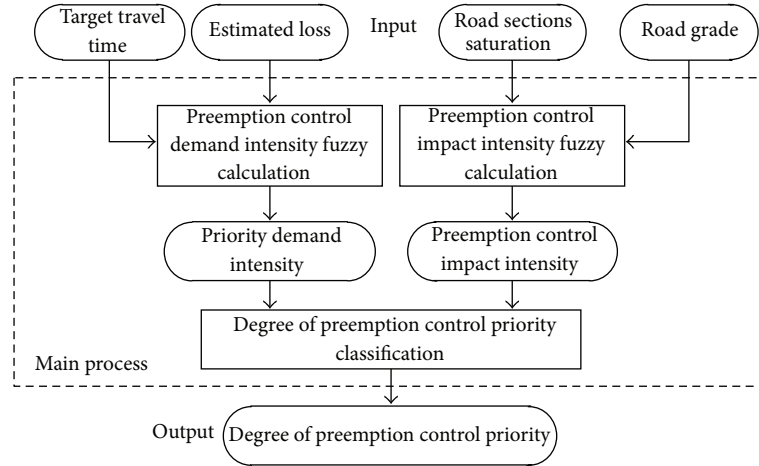 Target travel
time
Estimated loss
Input
Road sections
saturation
Road grade
Preemption control
demand intensity fuzzy
calculation
Preemption control
impact intensity fuzzy
calculation
Priority demand
intensity
Preemption control
impact intensity
Degree of preemption control priority
classification
Main process
Output
Degree of preemption control priority